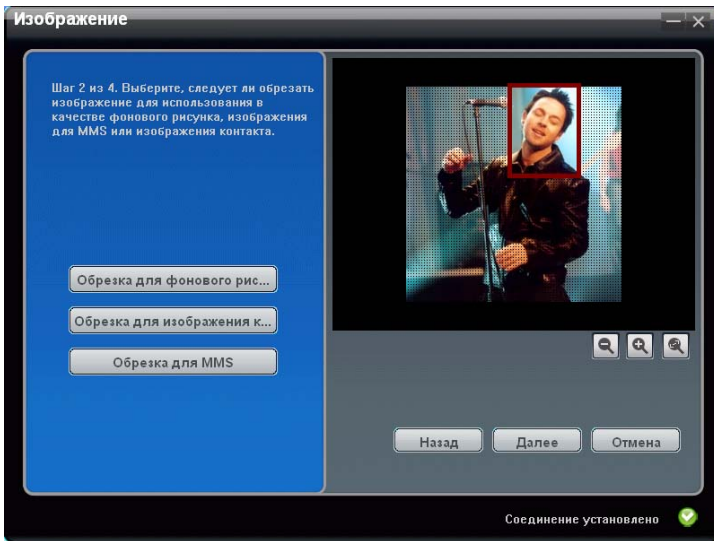 Изображение
Шаг 2 из 4. Выберите, следует ли обрезать
изображение для использования в
качестве фонового рисунка, изображения
для MMS или изображения контакта.
Обрезка для фонового рис...
Обрезка для изображения к...
Обрезка для MMS
Назад
Далее
Отмена
Соединение установлено